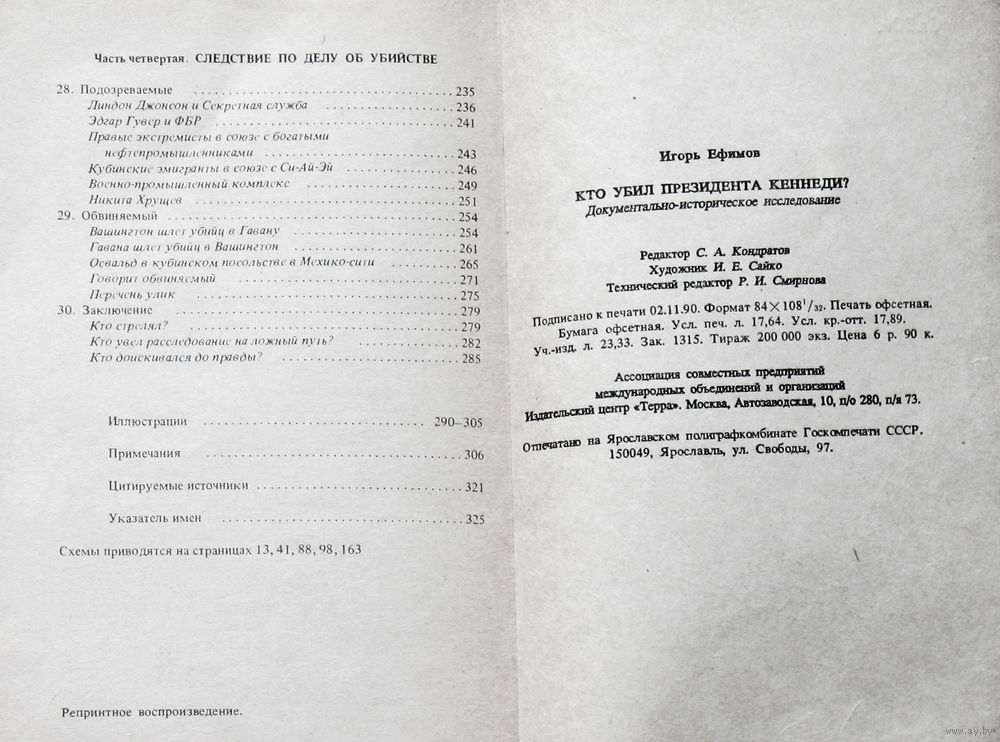 Часть четвертая. СЛЕДСТВИЕ ПО ДЕЛУ ОБ УБИЙСТВЕ
28. Подозреваемые ........ 235
Линдон Джонсон и Секретная служба ........ 236
Эдгар Гувер и ФБР ........ 241
Правые экстремисты в союзе с богатыми
нефтепромышленниками ........ 243
Кубинские эмигранты в союзе с Си-Ай-Эй ........ 246
Военно-промышленный комплекс ........ 249
Никита Хрущев ........ 251
29. Обвиняемый ........ 254
Вашингтон шлет убийц в Гавану ........ 254
Гавана шлет убийц в Вашингтон ........ 261
Освальд в кубинском посольстве в Мехико-сити ........ 265
Говорит обвиняемый ........ 271
Перечень улик ........ 275
30. Заключение ........ 279
Кто стрелял? ........ 279
Кто увел расследование на ложный путь? ........ 282
Кто доискивался до правды? ........ 285
Иллюстрации ........ 290–305
Примечания ........ 306
Цитируемые источники ........ 321
Указатель имен ........ 325
Схемы приводятся на страницах 13, 41, 88, 98, 163
Репринтное воспроизведение.
Игорь Ефимов
КТО УБИЛ ПРЕЗИДЕНТА КЕННЕДИ?
Документально-историческое исследование
Редактор С. А. Кондратов
Художник И. Е. Сайко
Технический редактор Р. И. Смирнова
Подписано к печати 02.11.90. Формат 84×108¹/₃₂. Печать офсетная.
Бумага офсетная. Усл. печ. л. 17,64. Усл. кр.-отт. 17,89.
Уч.-изд. л. 23,33. Зак. 1315. Тираж 200 000 экз. Цена 6 р. 90 к.
Ассоциация совместных предприятий
международных объединений и организаций
Издательский центр «Терра». Москва, Автозаводская, 10, п/о 280, п/я 73.
Отпечатано на Ярославском полиграфкомбинате Госкомпечати СССР.
150049, Ярославль, ул. Свободы, 97.
www.ay.by